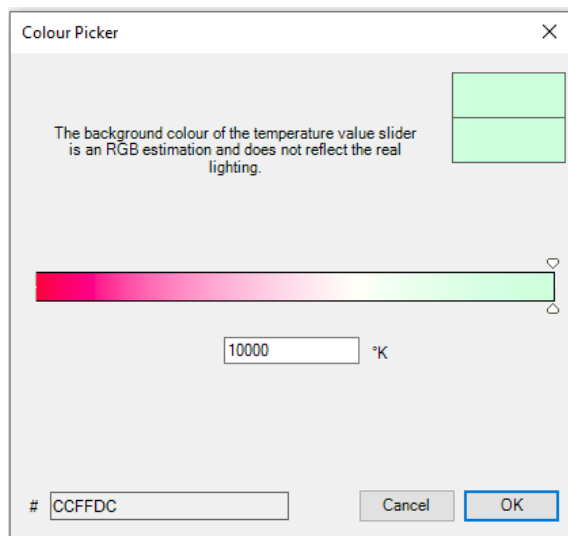 Colour Picker
The background colour of the temperature value slider
is an RGB estimation and does not reflect the real
lighting.
10000 °K
# CCFFDC
Cancel OK